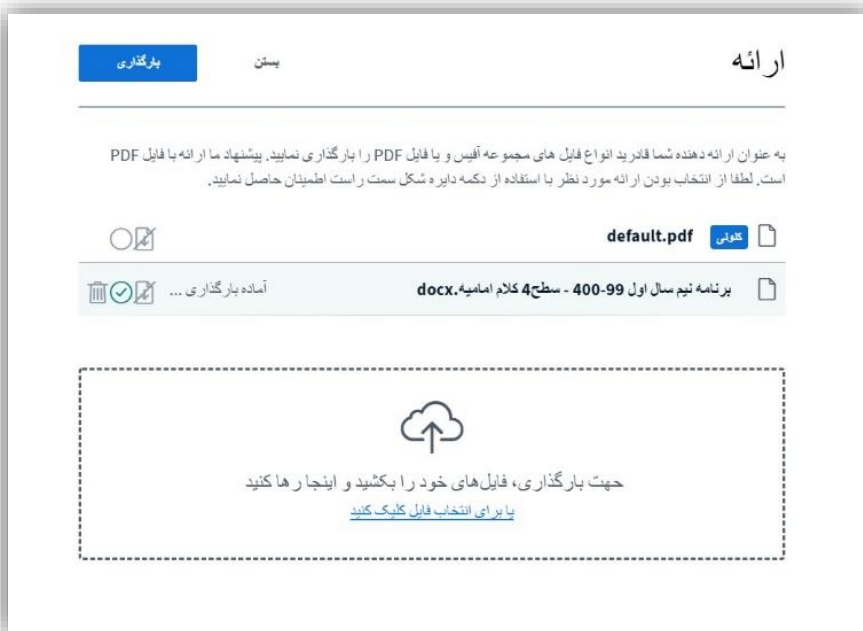 ارائه
بستن
بارگذاری
به عنوان ارائه دهنده شما قادرید انواع فایل های مجموعه آفیس و یا فایل PDF را بارگذاری نمایید. پیشنهاد ما ارائه با فایل PDF
است. لطفا از انتخاب بودن ارائه مورد نظر با استفاده از دکمه دایره شکل سمت راست اطمینان حاصل نمایید.
کنونی default.pdf
برنامه نیم سال اول 99-400 - سطح4 کلام امامیه.docx آماده بارگذاری ...
جهت بارگذاری، فایل‌های خود را بکشید و اینجا رها کنید
یا برای انتخاب فایل کلیک کنید